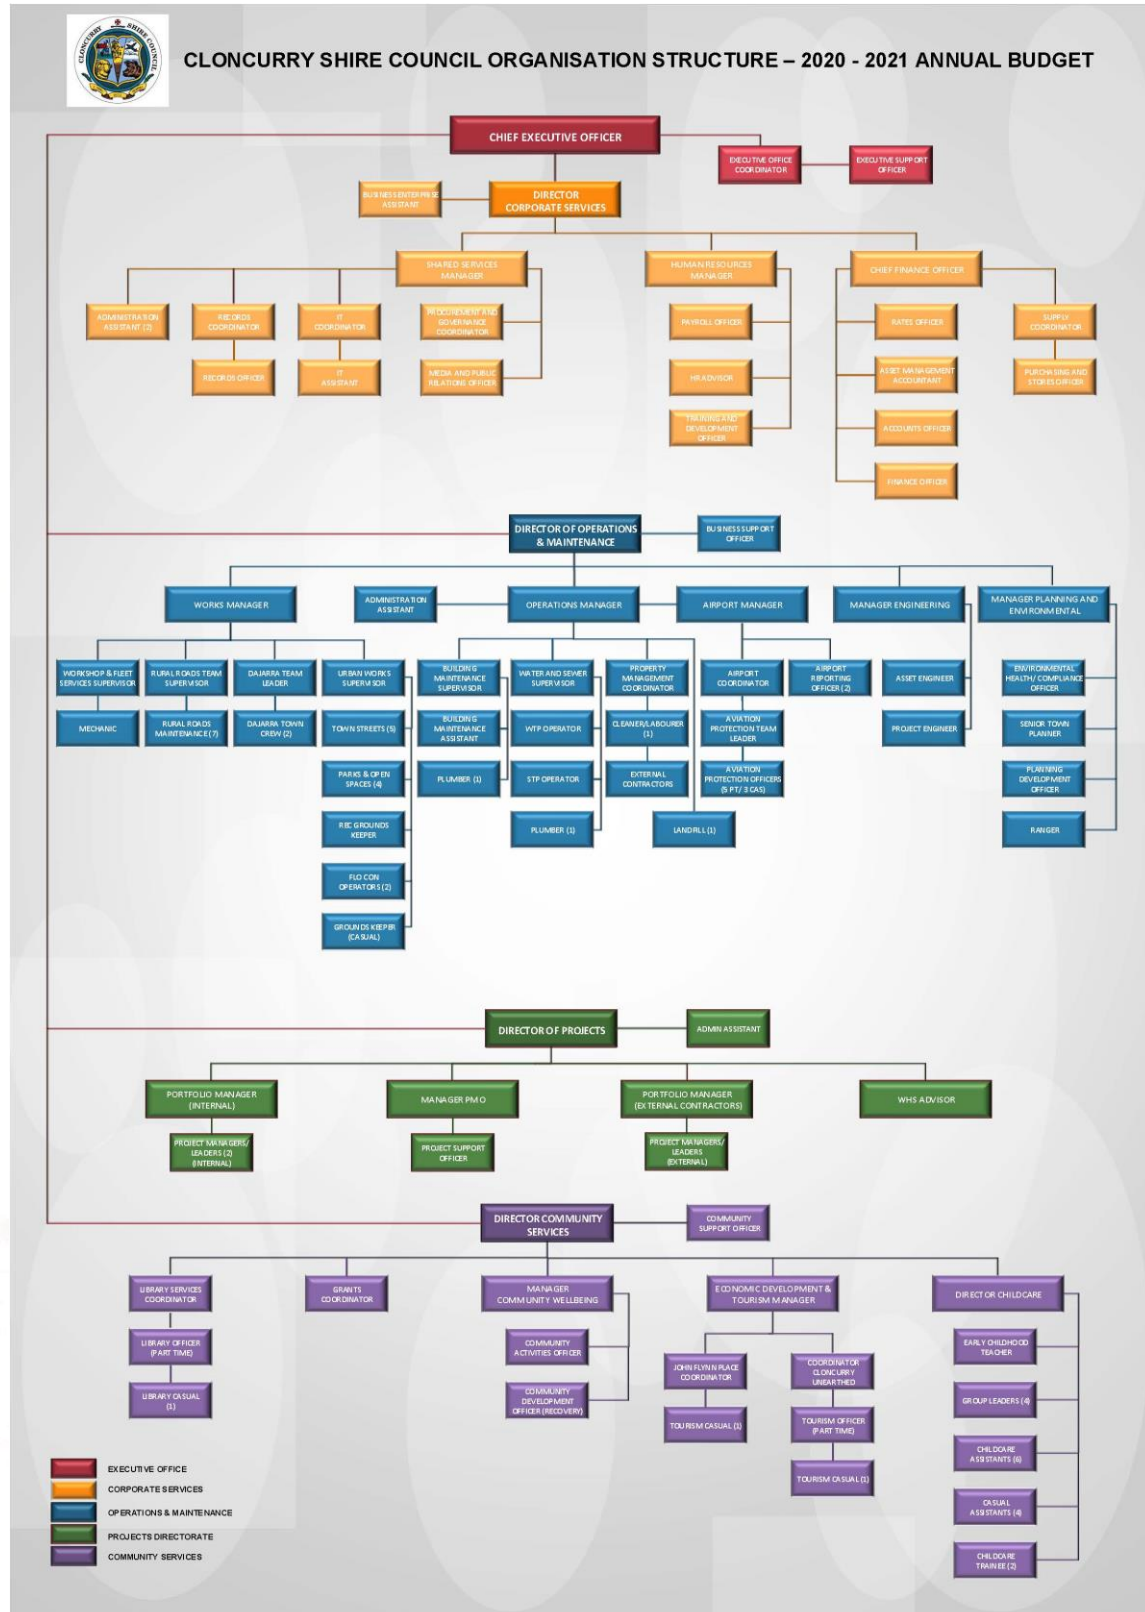 CLONCURRY SHIRE COUNCIL
CLONCURRY SHIRE COUNCIL ORGANISATION STRUCTURE – 2020 - 2021 ANNUAL BUDGET
CHIEF EXECUTIVE OFFICER
EXECUTIVE OFFICE
COORDINATOR
EXECUTIVE SUPPORT
OFFICER
BUSINESS ENTERPRISE
ASSISTANT
DIRECTOR
CORPORATE SERVICES
SHARED SERVICES
MANAGER
HUMAN RESOURCES
MANAGER
CHIEF FINANCE OFFICER
ADMINISTRATION
ASSISTANT (2)
RECORDS
COORDINATOR
IT
COORDINATOR
PROCUREMENT AND
GOVERNANCE
COORDINATOR
PAYROLL OFFICER
RATES OFFICER
SUPPLY
COORDINATOR
RECORDS OFFICER
IT
ASSISTANT
MEDIA AND PUBLIC
RELATIONS OFFICER
HR ADVISOR
ASSET MANAGEMENT
ACCOUNTANT
PURCHASING AND
STORES OFFICER
TRAINING AND
DEVELOPMENT
OFFICER
ACCOUNTS OFFICER
FINANCE OFFICER
DIRECTOR OF OPERATIONS
& MAINTENANCE
BUSINESS SUPPORT
OFFICER
WORKS MANAGER
ADMINISTRATION
ASSISTANT
OPERATIONS MANAGER
AIRPORT MANAGER
MANAGER ENGINEERING
MANAGER PLANNING AND
ENVIRONMENTAL
WORKSHOP & FLEET
SERVICES SUPERVISOR
RURAL ROADS TEAM
SUPERVISOR
DAJARRA TEAM
LEADER
URBAN WORKS
SUPERVISOR
BUILDING
MAINTENANCE
SUPERVISOR
WATER AND SEWER
SUPERVISOR
PROPERTY
MANAGEMENT
COORDINATOR
AIRPORT
COORDINATOR
AIRPORT
REPORTING
OFFICER (2)
ASSET ENGINEER
ENVIRONMENTAL
HEALTH/ COMPLIANCE
OFFICER
MECHANIC
RURAL ROADS
MAINTENANCE (7)
DAJARRA TOWN
CREW (2)
TOWN STREETS (5)
BUILDING
MAINTENANCE
ASSISTANT
WTP OPERATOR
CLEANER/LABOURER
(1)
AVIATION
PROTECTION TEAM
LEADER
PROJECT ENGINEER
SENIOR TOWN
PLANNER
PARKS & OPEN
SPACES (4)
PLUMBER (1)
STP OPERATOR
EXTERNAL
CONTRACTORS
AVIATION
PROTECTION OFFICERS
(5 PT/ 3 CAS)
PLANNING
DEVELOPMENT
OFFICER
REC GROUNDS
KEEPER
PLUMBER (1)
LANDFILL (1)
RANGER
FLO CON
OPERATORS (2)
GROUNDS KEEPER
(CASUAL)
DIRECTOR OF PROJECTS
ADMIN ASSISTANT
PORTFOLIO MANAGER
(INTERNAL)
MANAGER PMO
PORTFOLIO MANAGER
(EXTERNAL CONTRACTORS)
WHS ADVISOR
PROJECT MANAGERS/
LEADERS (2)
(INTERNAL)
PROJECT SUPPORT
OFFICER
PROJECT MANAGERS/
LEADERS
(EXTERNAL)
DIRECTOR COMMUNITY
SERVICES
COMMUNITY
SUPPORT OFFICER
LIBRARY SERVICES
COORDINATOR
GRANTS
COORDINATOR
MANAGER
COMMUNITY WELLBEING
ECONOMIC DEVELOPMENT &
TOURISM MANAGER
DIRECTOR CHILDCARE
LIBRARY OFFICER
(PART TIME)
COMMUNITY
ACTIVITIES OFFICER
JOHN FLYNN PLACE
COORDINATOR
COORDINATOR
CLONCURRY
UNEARTHED
EARLY CHILDHOOD
TEACHER
LIBRARY CASUAL
(1)
COMMUNITY
DEVELOPMENT
OFFICER (RECOVERY)
TOURISM CASUAL (1)
TOURISM OFFICER
(PART TIME)
GROUP LEADERS (4)
TOURISM CASUAL (1)
CHILDCARE
ASSISTANTS (6)
CASUAL
ASSISTANTS (4)
CHILDCARE
TRAINEE (2)
EXECUTIVE OFFICE
CORPORATE SERVICES
OPERATIONS & MAINTENANCE
PROJECTS DIRECTORATE
COMMUNITY SERVICES